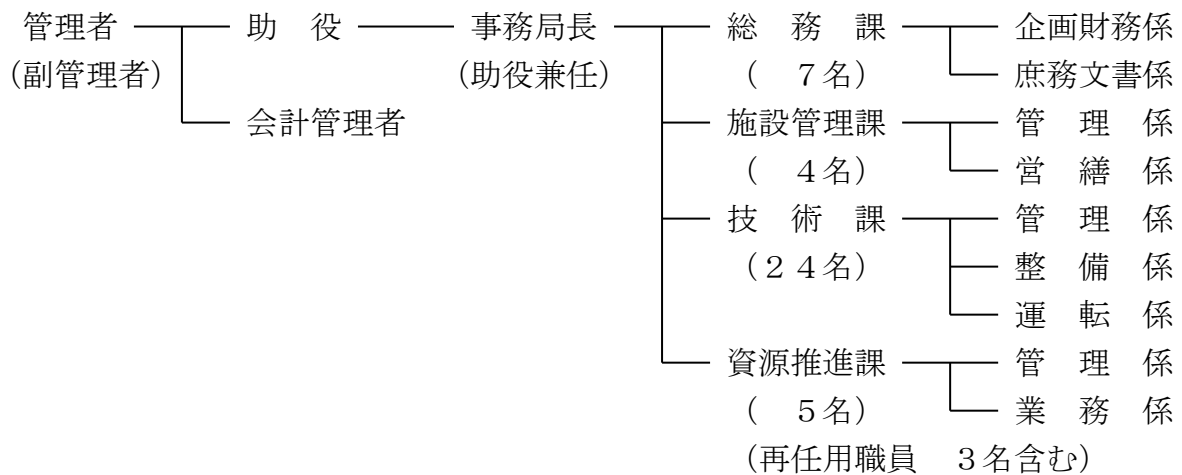 管理者 助 役 事務局長 総 務 課 企画財務係
(副管理者) (助役兼任) ( 7名) 庶務文書係
会計管理者 施設管理課 管 理 係
( 4名) 営 繕 係
技 術 課 管 理 係
(24名) 整 備 係
運 転 係
資源推進課 管 理 係
( 5名) 業 務 係
(再任用職員 3名含む)